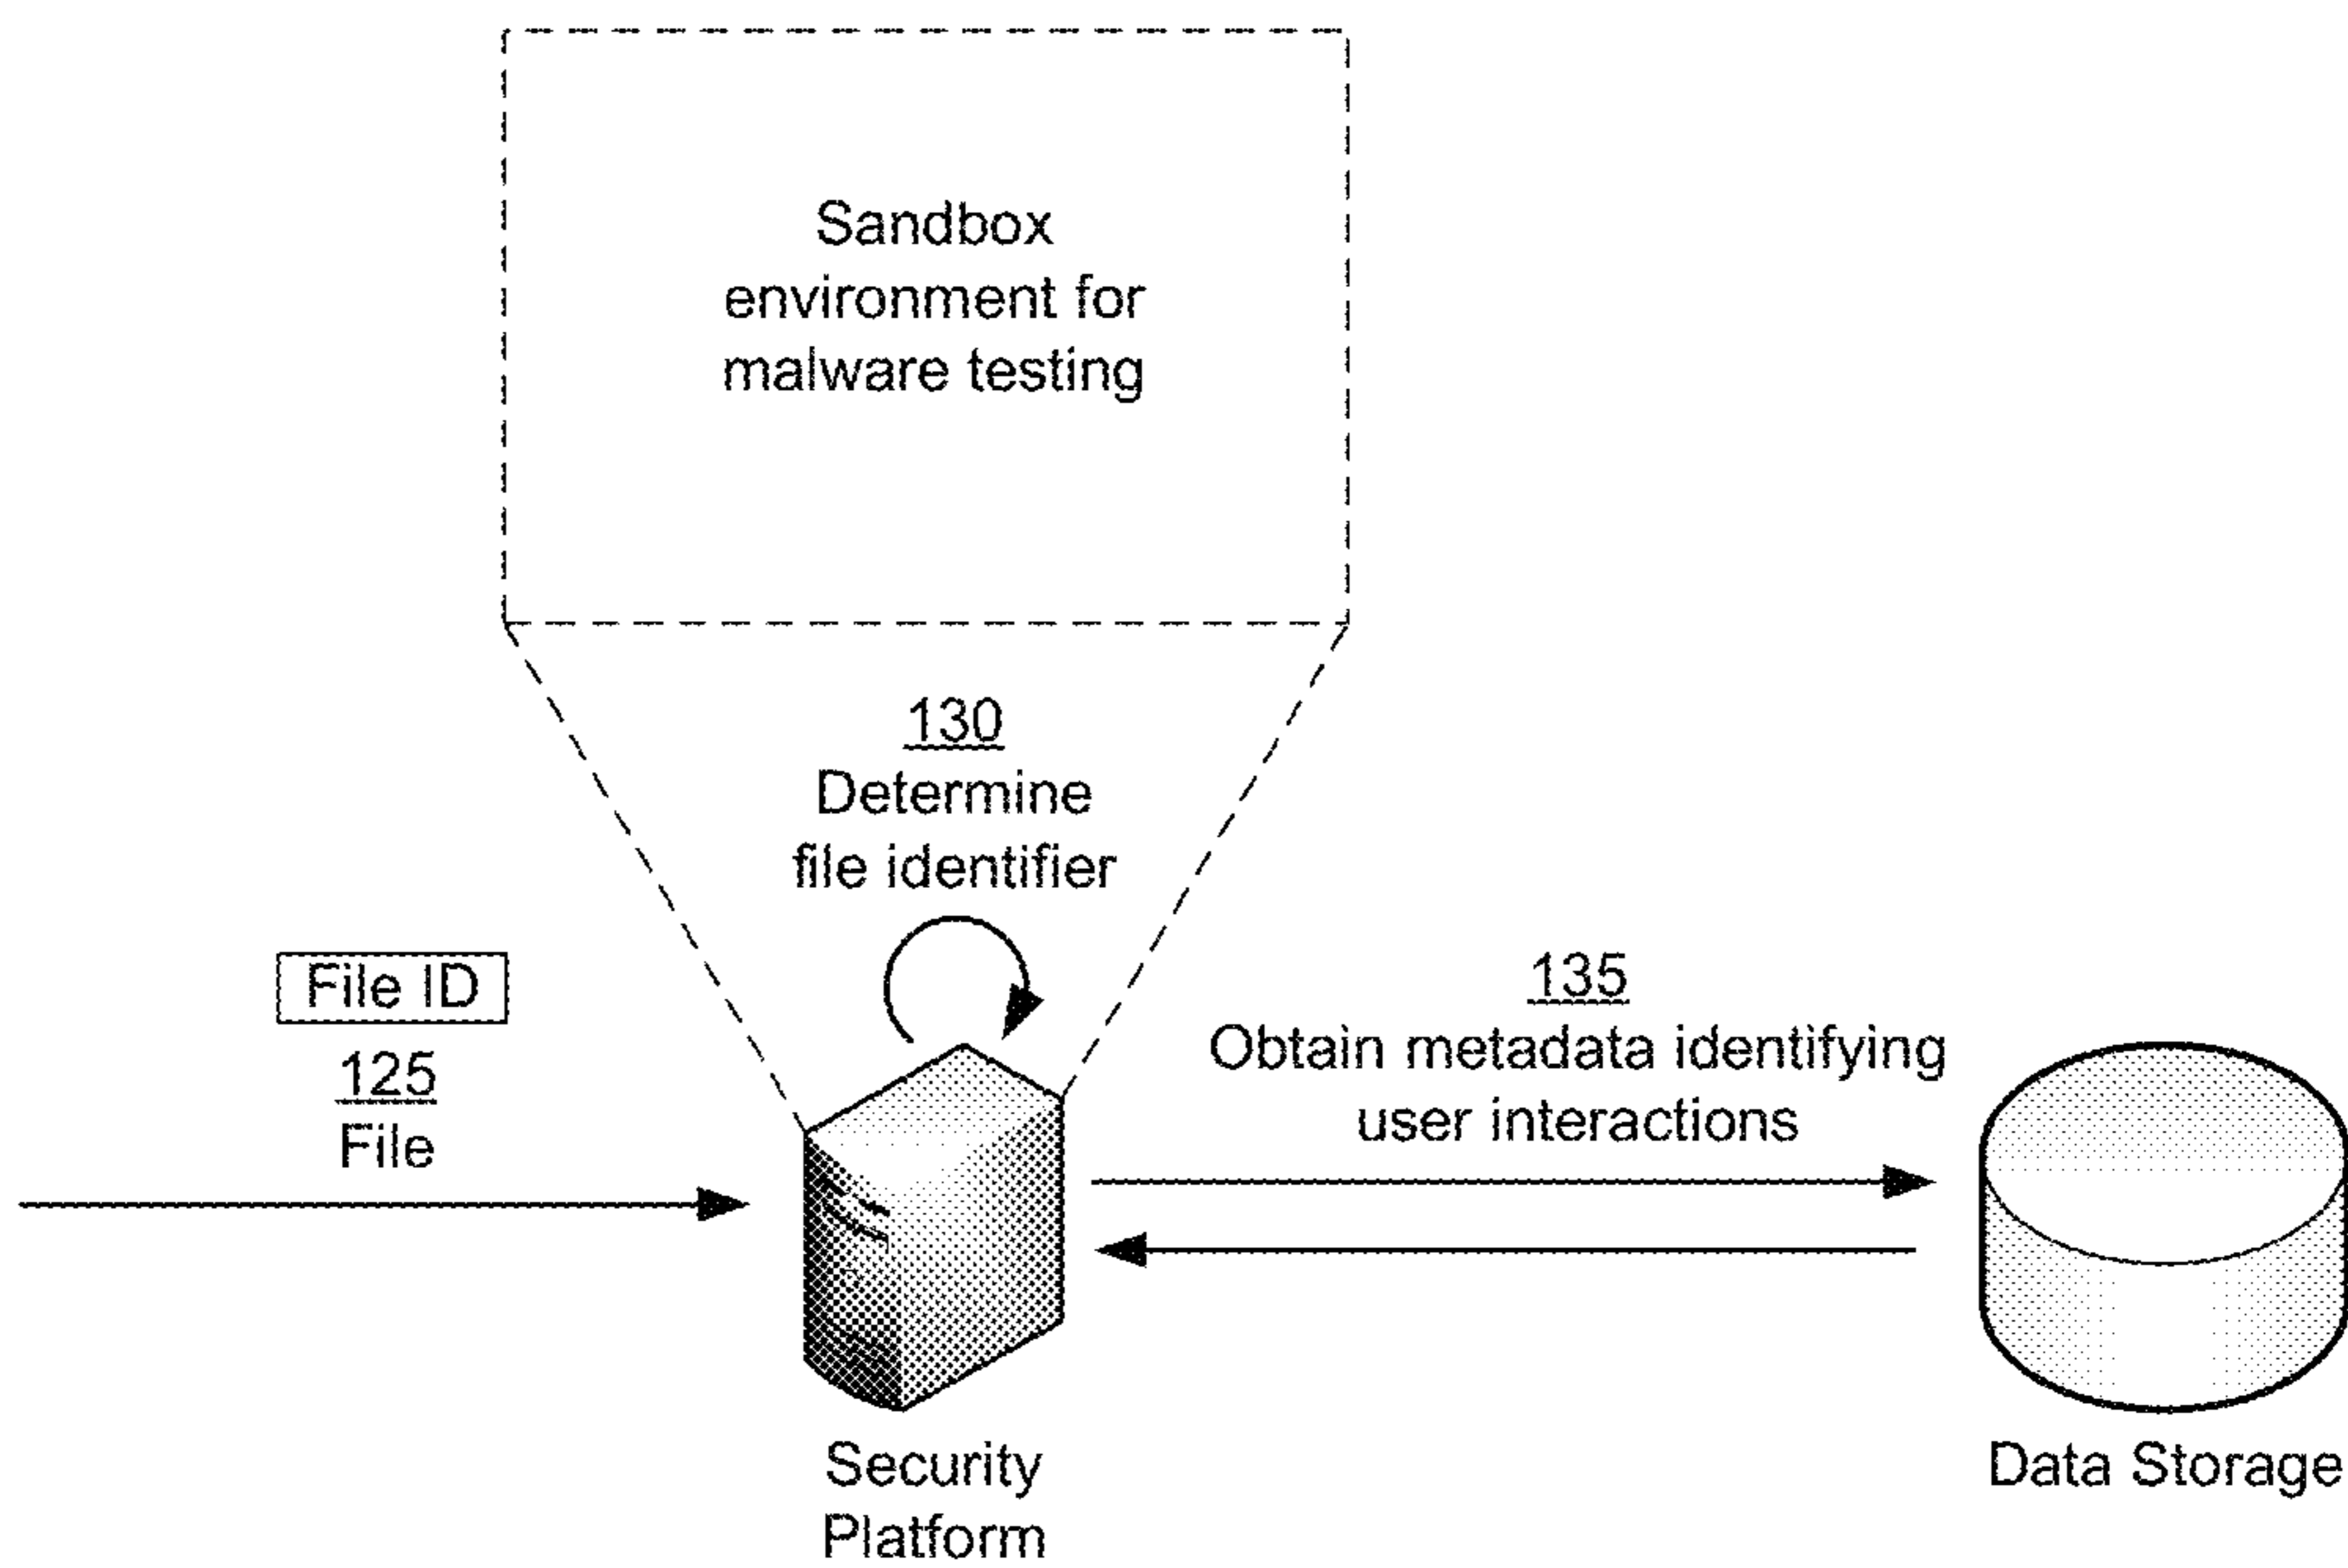 Sandbox
environment for
malware testing
130
Determine
file identifier
File ID
125
File
135
Obtain metadata identifying
user interactions
Security
Platform
Data Storage